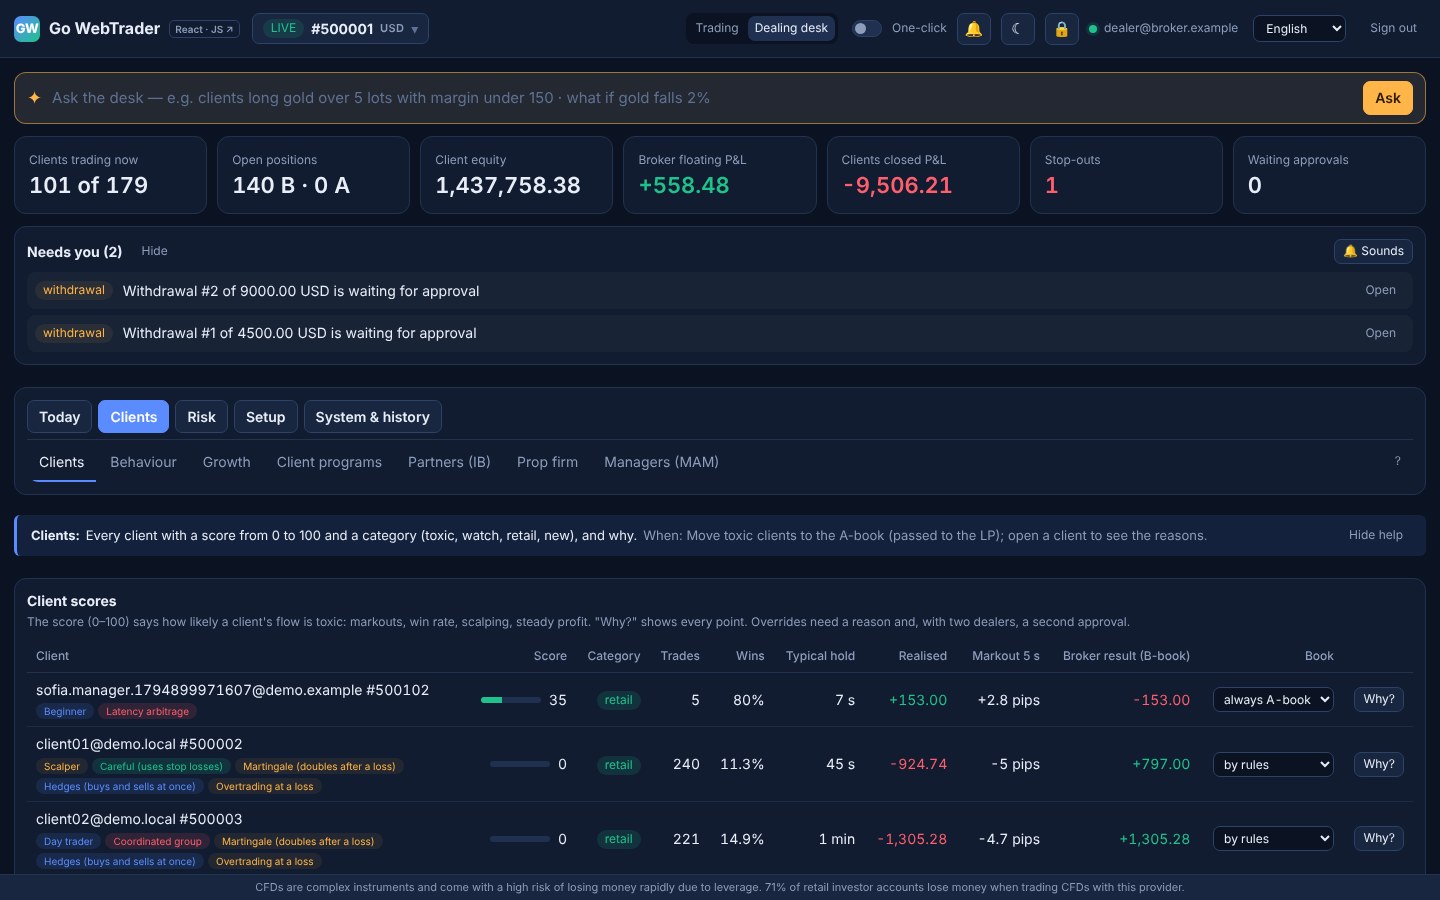 GW Go WebTrader React · JS ↗ LIVE #500001 USD ▾ Trading Dealing desk One-click dealer@broker.example English Sign out
Ask the desk — e.g. clients long gold over 5 lots with margin under 150 · what if gold falls 2% Ask
Clients trading now Open positions Client equity Broker floating P&L Clients closed P&L Stop-outs Waiting approvals
101 of 179 140 B · 0 A 1,437,758.38 +558.48 -9,506.21 1 0
Needs you (2) Hide Sounds
withdrawal Withdrawal #2 of 9000.00 USD is waiting for approval Open
withdrawal Withdrawal #1 of 4500.00 USD is waiting for approval Open
Today Clients Risk Setup System & history
Clients Behaviour Growth Client programs Partners (IB) Prop firm Managers (MAM) ?
Clients: Every client with a score from 0 to 100 and a category (toxic, watch, retail, new), and why. When: Move toxic clients to the A-book (passed to the LP); open a client to see the reasons. Hide help
Client scores
The score (0–100) says how likely a client's flow is toxic: markouts, win rate, scalping, steady profit. "Why?" shows every point. Overrides need a reason and, with two dealers, a second approval.
Client Score Category Trades Wins Typical hold Realised Markout 5 s Broker result (B-book) Book
sofia.manager.1794899971607@demo.example #500102 35 retail 5 80% 7 s +153.00 +2.8 pips -153.00 always A-book Why?
Beginner Latency arbitrage
client01@demo.local #500002 0 retail 240 11.3% 45 s -924.74 -5 pips +797.00 by rules Why?
Scalper Careful (uses stop losses) Martingale (doubles after a loss)
Hedges (buys and sells at once) Overtrading at a loss
client02@demo.local #500003 0 retail 221 14.9% 1 min -1,305.28 -4.7 pips +1,305.28 by rules Why?
Day trader Coordinated group Martingale (doubles after a loss)
Hedges (buys and sells at once) Overtrading at a loss
CFDs are complex instruments and come with a high risk of losing money rapidly due to leverage. 71% of retail investor accounts lose money when trading CFDs with this provider.